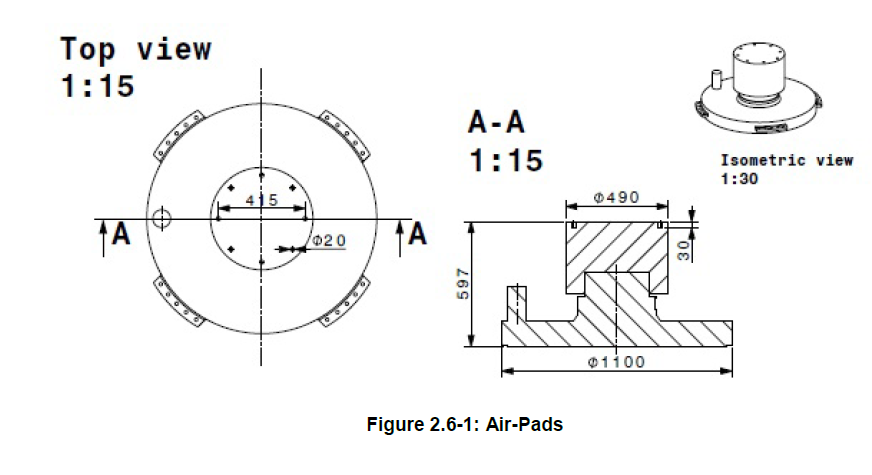 Top view
1:15
A-A
1:15
Isometric view
1:30
415
Φ20
A
A
Φ490
30
597
Φ1100
Figure 2.6-1: Air-Pads